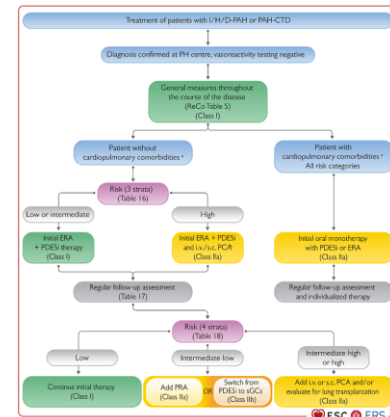 Treatment of patients with I/H/D-PAH or PAH-CTD
Diagnosis confirmed at PH centre, vasoreactivity testing negative
General measures throughout
the course of the disease
(ReCo Table 5)
(Class I)
Patient without
cardiopulmonary comorbidities a
Patient with
cardiopulmonary comorbidities a
All risk categories
Risk (3 strata)
(Table 16)
Low or intermediate
High
Initial ERA
+ PDE5i therapy
(Class I)
Initial ERA + PDE5i
and i.v./s.c. PCA
(Class IIa)
Initial oral monotherapy
with PDE5i or ERA
(Class IIa)
Regular follow-up assessment
(Table 17)
Regular follow-up assessment
and individualized therapy
Risk (4 strata)
(Table 18)
Low
Intermediate-low
Intermediate-high
or high
Continue initial therapy
(Class I)
Add PRA
(Class IIa)
OR
Switch from
PDE5i to sGCs
(Class IIb)
Add i.v. or s.c. PCA and/or
evaluate for lung transplantation
(Class IIa)
ESC ERS